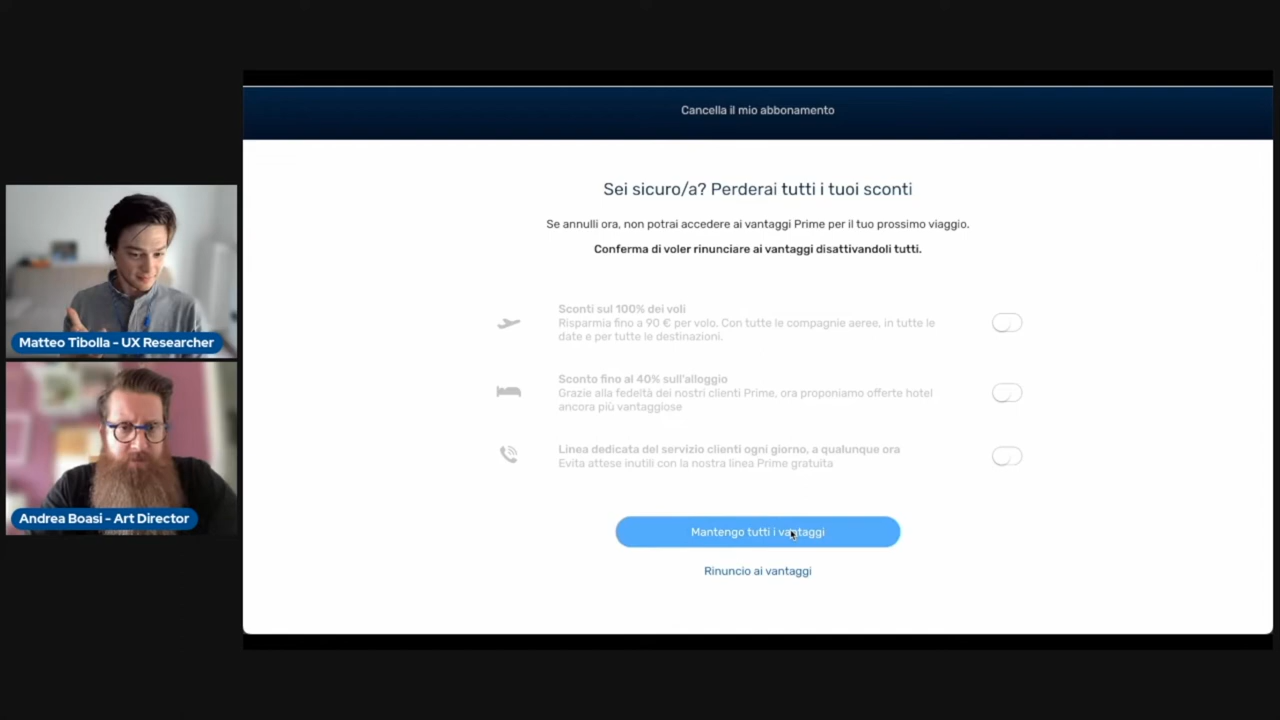 Cancella il mio abbonamento
Sei sicuro/a? Perderai tutti i tuoi sconti
Se annulli ora, non potrai accedere ai vantaggi Prime per il tuo prossimo viaggio.
Conferma di voler rinunciare ai vantaggi disattivandoli tutti.
Sconti sul 100% dei voli
Risparmia fino a 90 € per volo. Con tutte le compagnie aeree, in tutte le
date e per tutte le destinazioni.
Sconto fino al 40% sull'alloggio
Grazie alla fedeltà dei nostri clienti Prime, ora proponiamo offerte hotel
ancora più vantaggiose
Linea dedicata del servizio clienti ogni giorno, a qualunque ora
Evita attese inutili con la nostra linea Prime gratuita
Mantengo tutti i vantaggi
Rinuncio ai vantaggi
Matteo Tibolla - UX Researcher
Andrea Boasi - Art Director